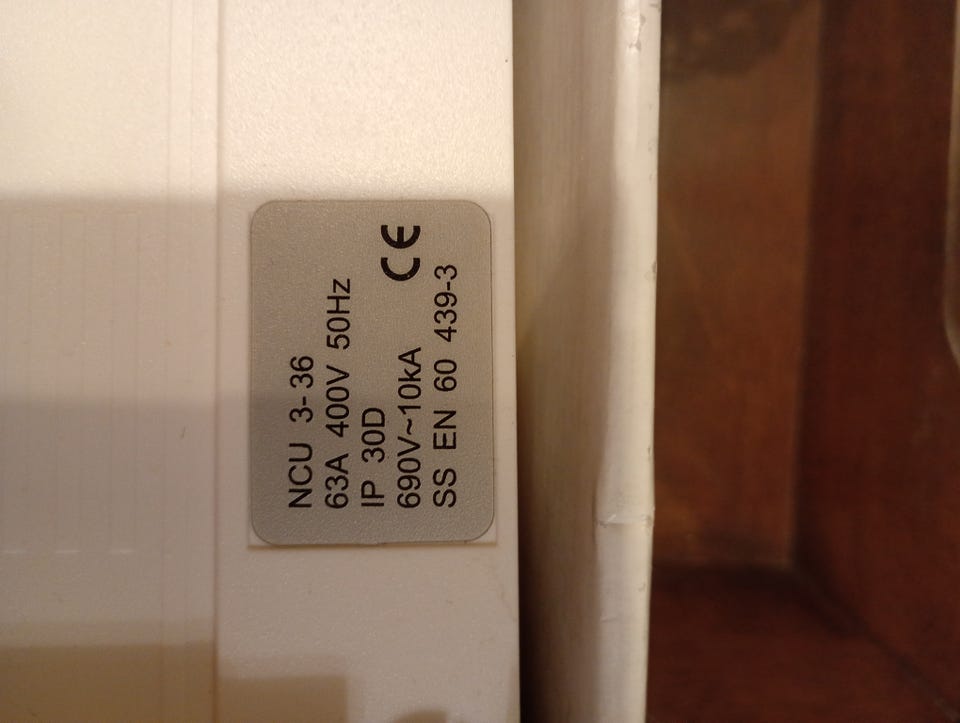 NCU 3-36
63A 400V 50Hz
IP 30D
690V~10kA CE
SS EN 60 439-3